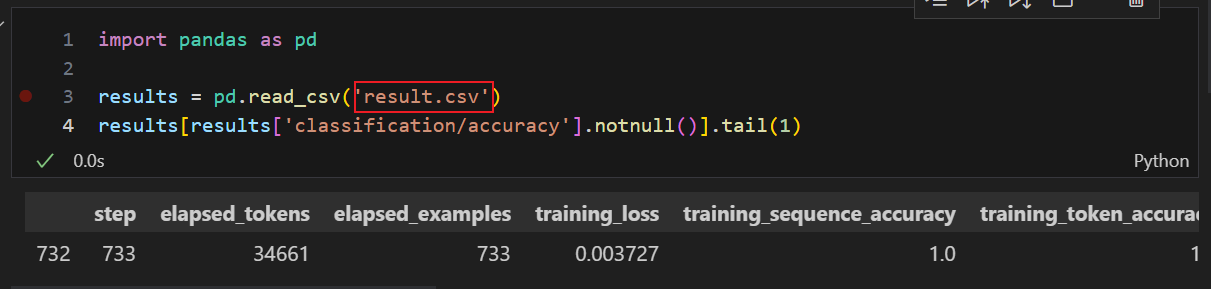 1 import pandas as pd
2
3 results = pd.read_csv('result.csv')
4 results[results['classification/accuracy'].notnull()].tail(1)
0.0s Python
step elapsed_tokens elapsed_examples training_loss training_sequence_accuracy training_token_accurac
732 733 34661 733 0.003727 1.0 1